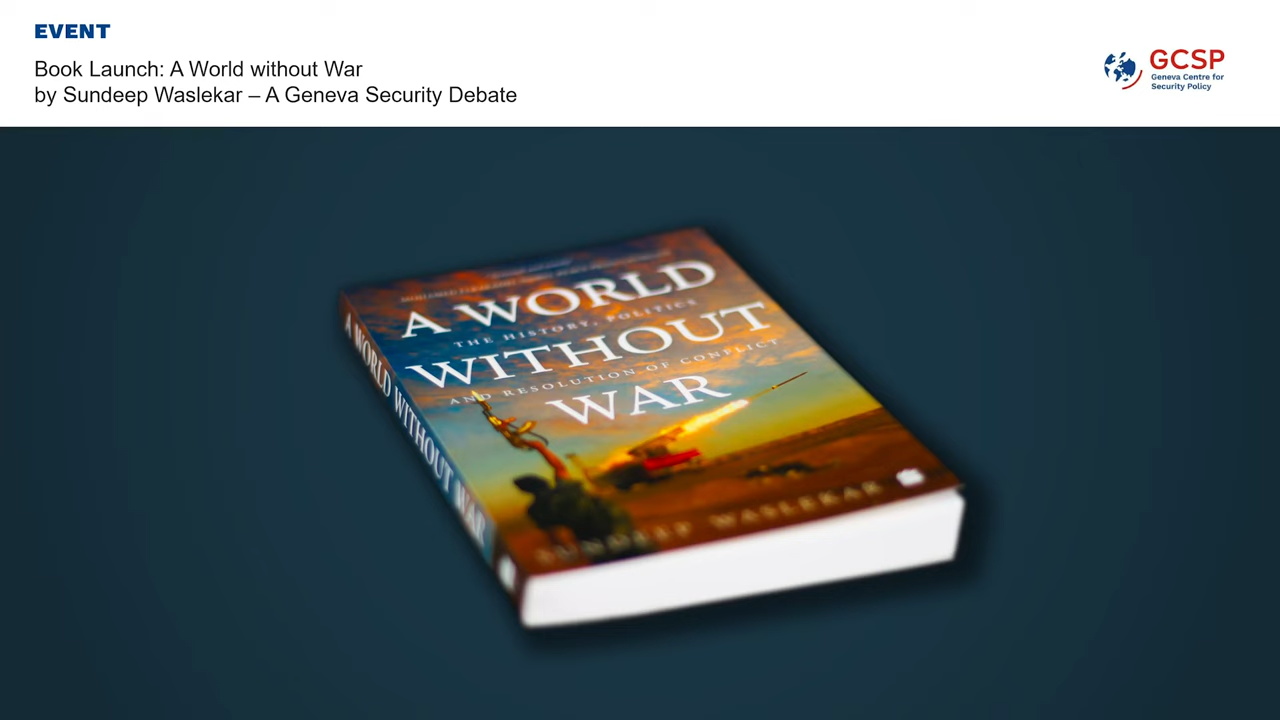 EVENT
Book Launch: A World without War
by Sundeep Waslekar – A Geneva Security Debate
GCSP
Geneva Centre for
Security Policy
A WORLD
THE HISTORY, POLITICS
WITHOUT
AND RESOLUTION OF CONFLICT
WAR
SUNDEEP WASLEKAR
A WORLD WITHOUT WAR